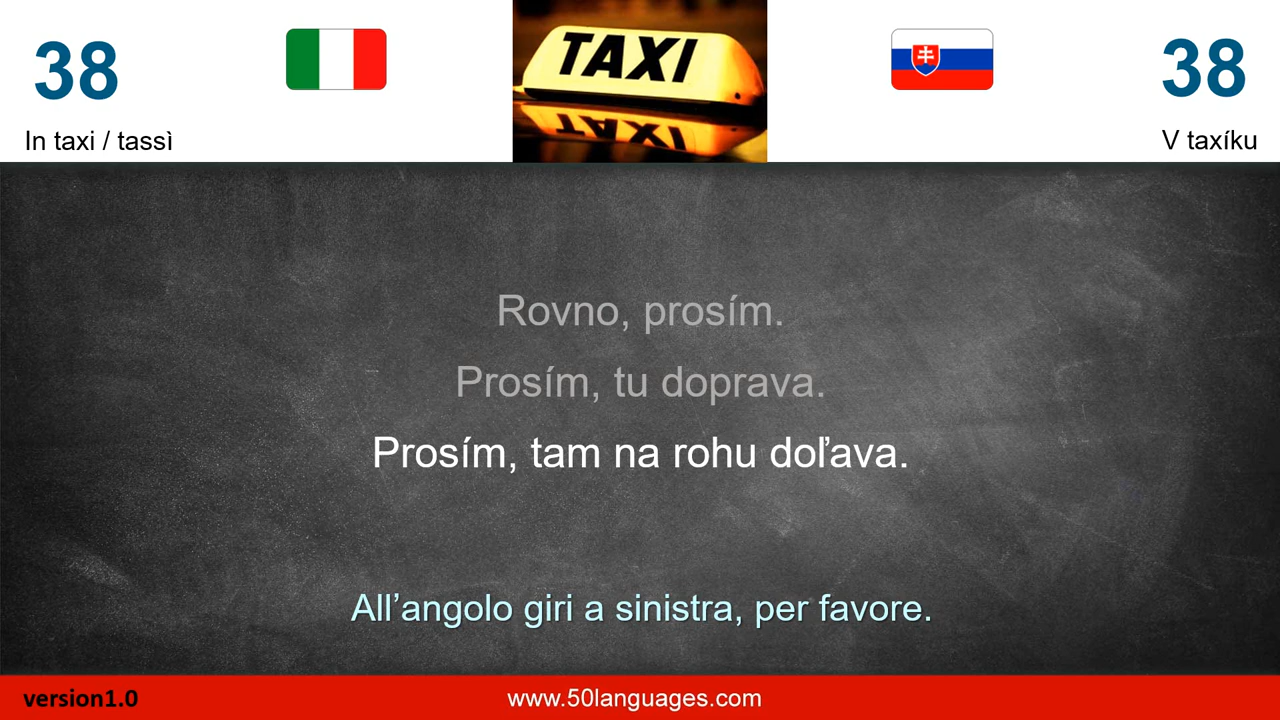 38
38
In taxi / tassì
V taxíku
TAXI
Rovno, prosím.
Prosím, tu doprava.
Prosím, tam na rohu doľava.
All’angolo giri a sinistra, per favore.
version1.0
www.50languages.com